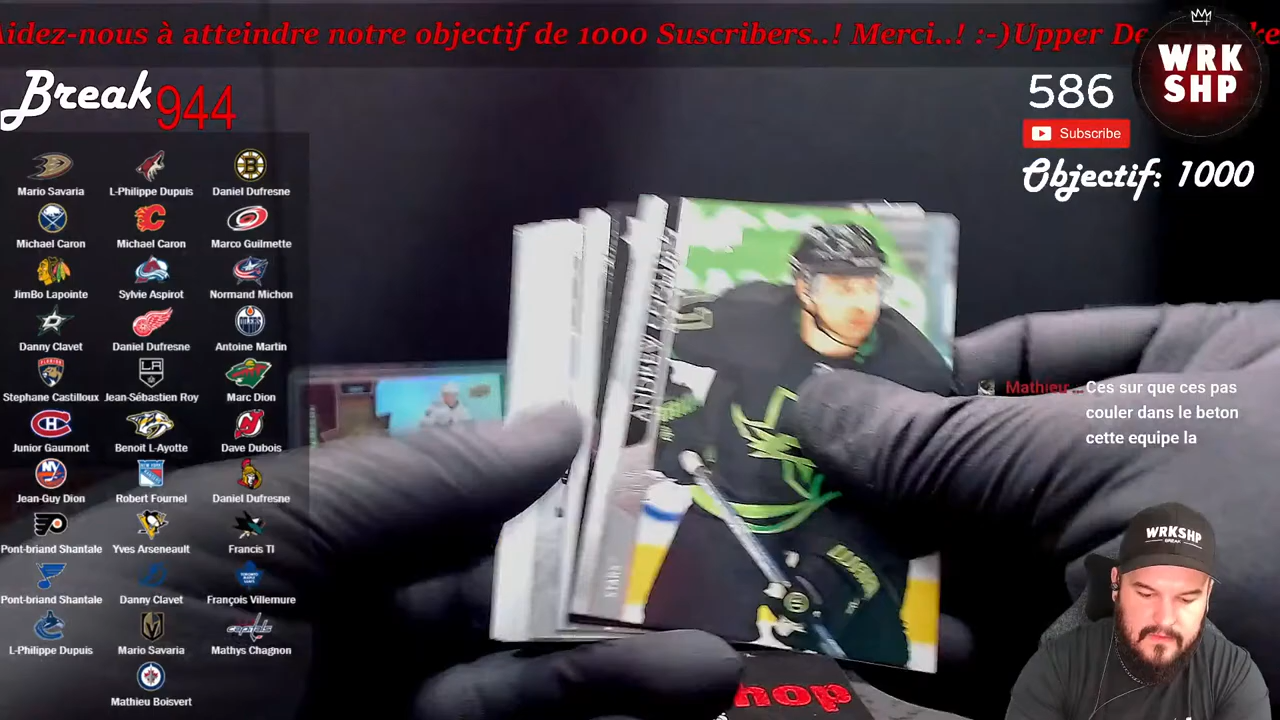 Aidez-nous à atteindre notre objectif de 1000 Suscribers..! Merci..! :-)Upper De
Break 944
586
WRK
SHP
Subscribe
Objectif: 1000
Mario Savaria L-Philippe Dupuis Daniel Dufresne
Michael Caron Michael Caron Marco Guilmette
JimBo Lapointe Sylvie Aspirot Normand Michon
Danny Clavet Daniel Dufresne Antoine Martin
Stephane Castilloux Jean-Sébastien Roy Marc Dion
Junior Gaumont Benoit L-Ayotte Dave Dubois
Jean-Guy Dion Robert Fournel Daniel Dufresne
Pont-briand Shantale Yves Arseneault Francis TI
Pont-briand Shantale Danny Clavet François Villemure
L-Philippe Dupuis Mario Savaria Mathys Chagnon
Mathieu Boisvert
STARS
Mathieu ... Ces sur que ces pas
couler dans le beton
cette equipe la
WRKSHP
BREAK
hop